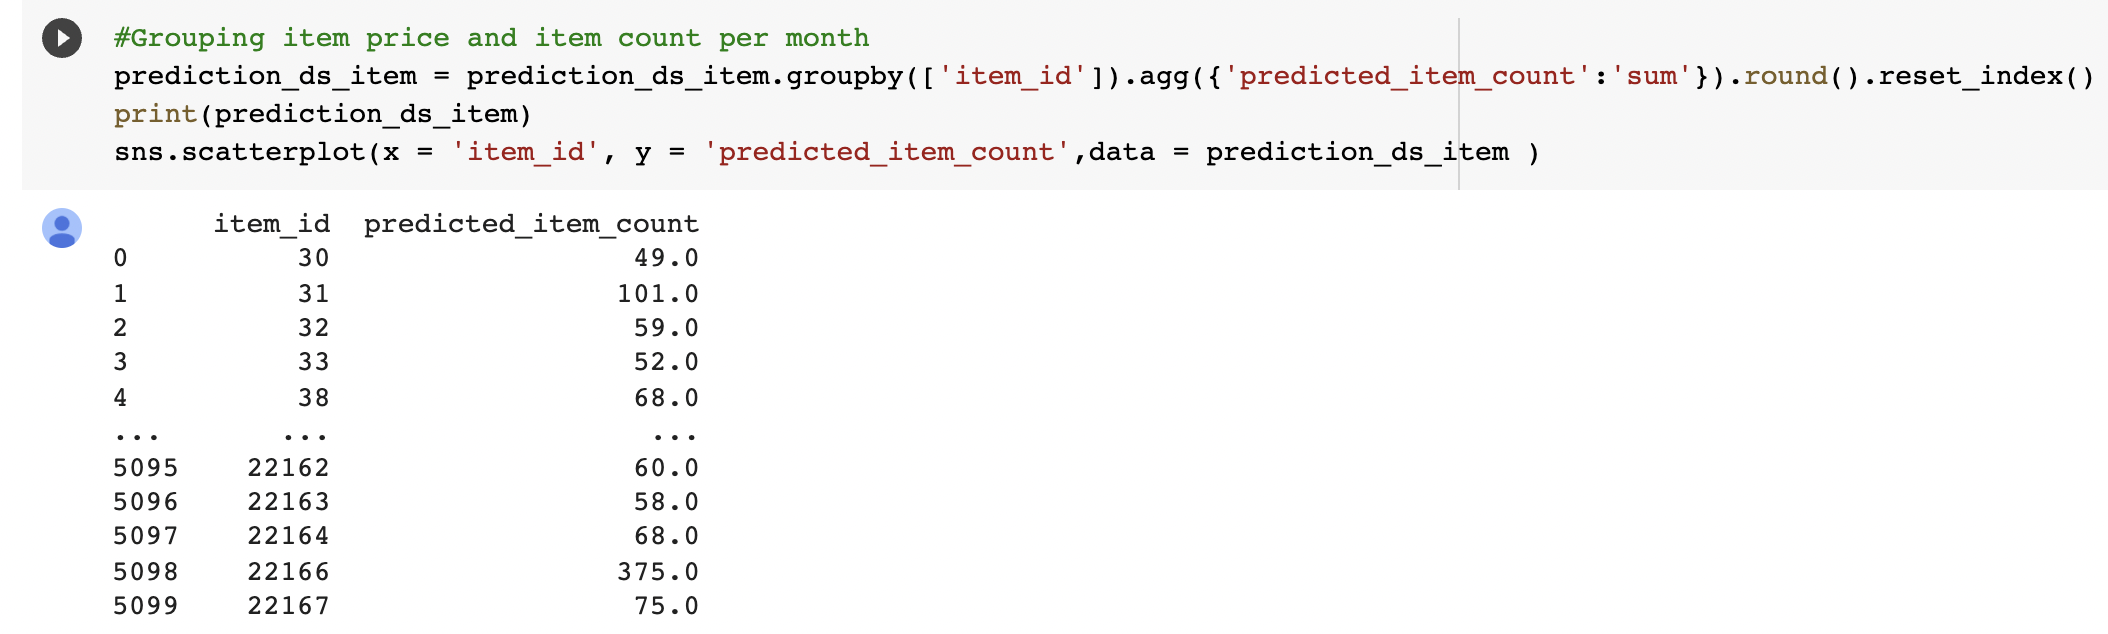 #Grouping item price and item count per month
prediction_ds_item = prediction_ds_item.groupby(['item_id']).agg({'predicted_item_count':'sum'}).round().reset_index()
print(prediction_ds_item)
sns.scatterplot(x = 'item_id', y = 'predicted_item_count',data = prediction_ds_item )
item_id predicted_item_count
0 30 49.0
1 31 101.0
2 32 59.0
3 33 52.0
4 38 68.0
... ... ...
5095 22162 60.0
5096 22163 58.0
5097 22164 68.0
5098 22166 375.0
5099 22167 75.0